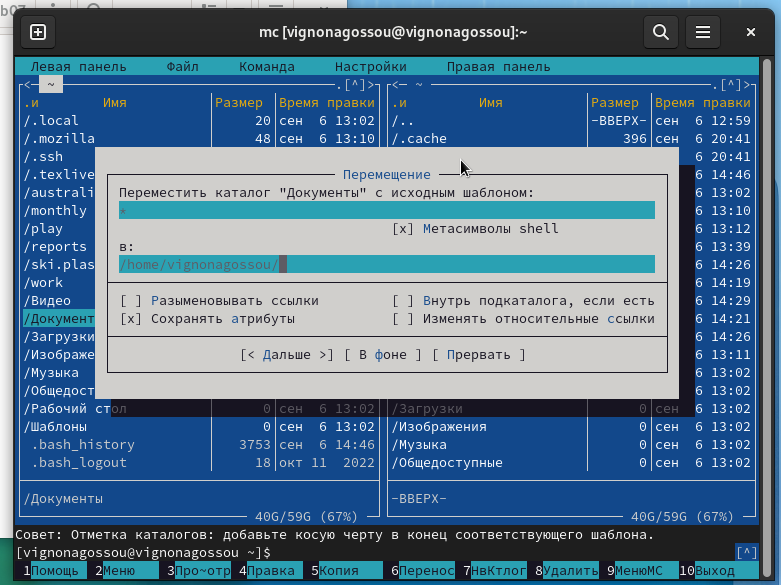 mc [vignonagossou@vignonagossou]:~
Левая панель Файл Команда Настройки Правая панель
<— ~ .[^]> <— ~ .[^]>
.и Имя Размер Время правки .и Имя Размер Время правки
/.local 20 сен 6 13:02 /.. -ВВЕРХ- сен 6 12:59
/.mozilla 48 сен 6 13:10 /.cache 396 сен 6 20:41
/.ssh 6 20:41
/.texlive 6 14:46
/australi 6 13:02
/monthly 6 13:10
/play 6 13:12
/reports 6 13:39
/ski.plas 6 14:26
/work 6 14:19
/Видео 6 14:29
/Документ 6 14:21
/Загрузки 6 14:26
/Изображе 6 13:11
/Музыка 6 13:02
/Общедост 6 13:02
Перемещение
Переместить каталог "Документы" с исходным шаблоном:
*
[x] Метасимволы shell
в:
/home/vignonagossou/
[ ] Разыменовывать ссылки [ ] Внутрь подкаталога, если есть
[x] Сохранять атрибуты [ ] Изменять относительные ссылки
[< Дальше >] [ В фоне ] [ Прервать ]
/Рабочий стол 0 сен 6 13:02 /Загрузки 0 сен 6 13:02
/Шаблоны 0 сен 6 13:02 /Изображения 0 сен 6 13:02
.bash_history 3753 сен 6 14:46 /Музыка 0 сен 6 13:02
.bash_logout 18 окт 11 2022 /Общедоступные 0 сен 6 13:02
/Документы -ВВЕРХ-
40G/59G (67%) 40G/59G (67%)
Совет: Отметка каталогов: добавьте косую черту в конец соответствующего шаблона.
[vignonagossou@vignonagossou ~]$ [^]
1Помощь 2Меню 3Про~отр 4Правка 5Копия 6Перенос 7НвКтлог 8Удалить 9МенюMC 10Выход